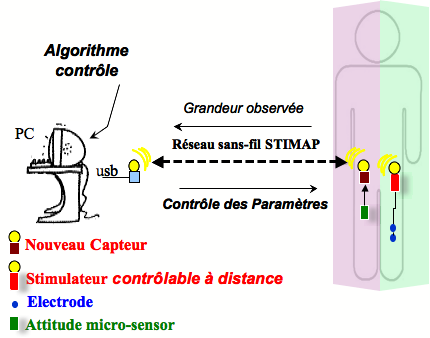 Algorithme
contrôle
PC
usb
Grandeur observée
Réseau sans-fil STIMAP
Contrôle des Paramètres
Nouveau Capteur
Stimulateur contrôlable à distance
Electrode
Attitude micro-sensor